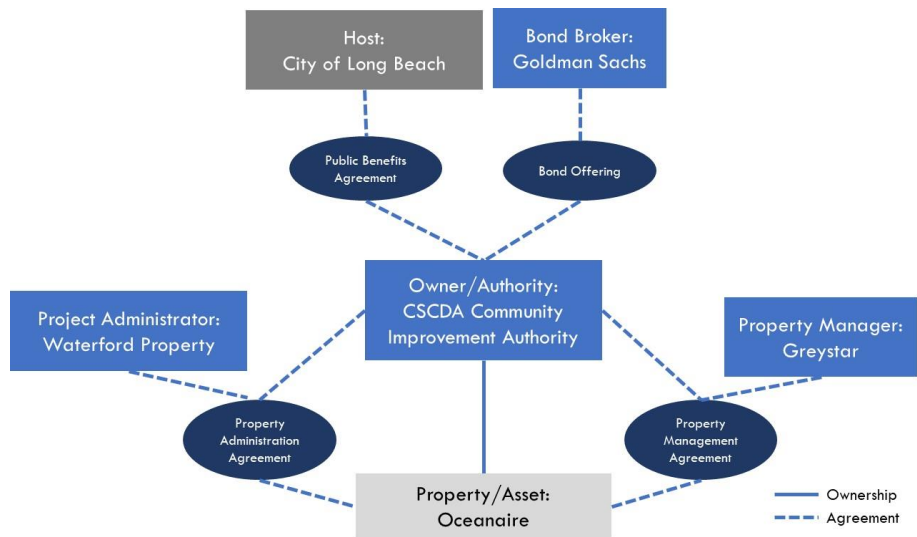 Host:
City of Long Beach
Bond Broker:
Goldman Sachs
Public Benefits
Agreement
Bond Offering
Owner/Authority:
CSCDA Community
Improvement Authority
Project Administrator:
Waterford Property
Property Manager:
Greystar
Property
Administration
Agreement
Property
Management
Agreement
Property/Asset:
Oceanaire
Ownership
Agreement